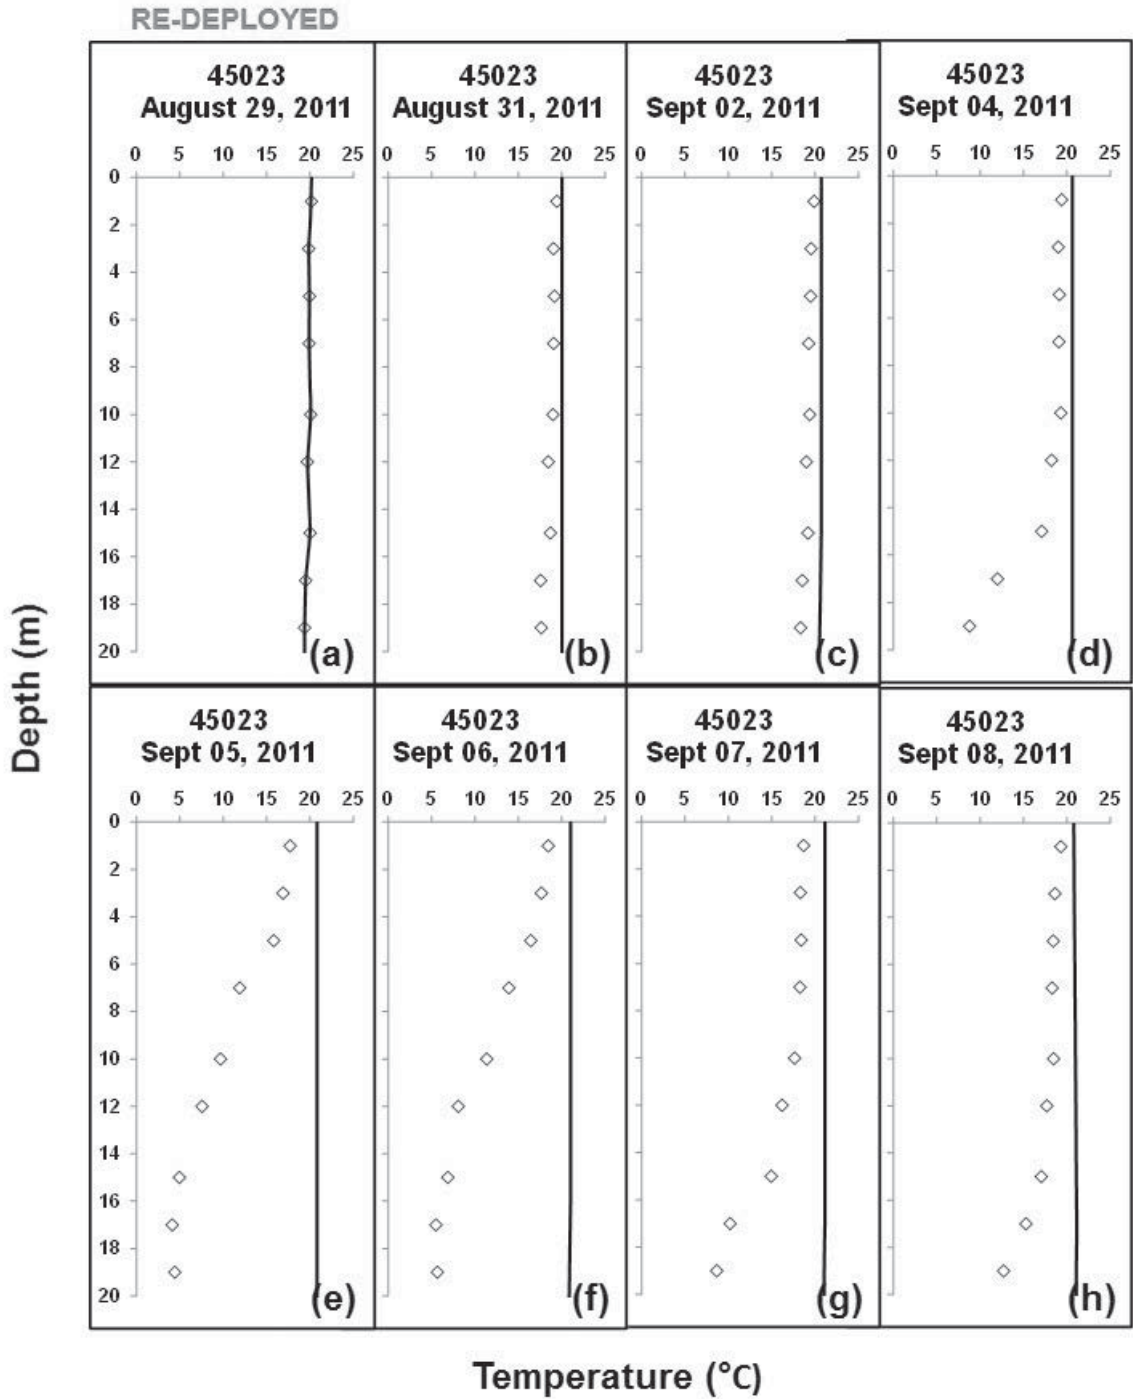 RE-DEPLOYED
45023
August 29, 2011
0 5 10 15 20 25
0
2
4
6
8
10
12
14
16
18
20
(a)
45023
August 31, 2011
0 5 10 15 20 25
(b)
45023
Sept 02, 2011
0 5 10 15 20 25
(c)
45023
Sept 04, 2011
0 5 10 15 20 25
(d)
Depth (m)
45023
Sept 05, 2011
0 5 10 15 20 25
0
2
4
6
8
10
12
14
16
18
20
(e)
45023
Sept 06, 2011
0 5 10 15 20 25
(f)
45023
Sept 07, 2011
0 5 10 15 20 25
(g)
45023
Sept 08, 2011
0 5 10 15 20 25
(h)
Temperature (°C)